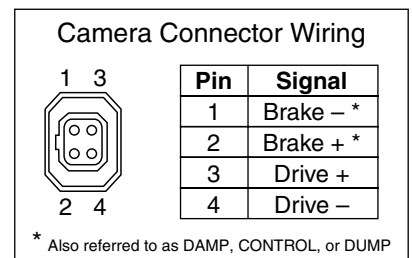 Camera Connector Wiring
1 3
2 4
Pin Signal
1 Brake – *
2 Brake + *
3 Drive +
4 Drive –
* Also referred to as DAMP, CONTROL, or DUMP